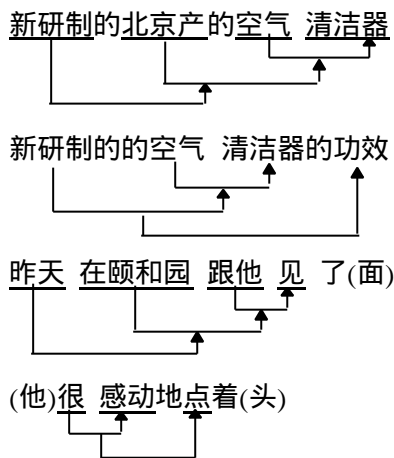 新研制的北京产的空气 清洁器
新研制的的空气 清洁器的功效
昨天 在颐和园 跟他 见 了(面)
(他)很 感动地点着(头)